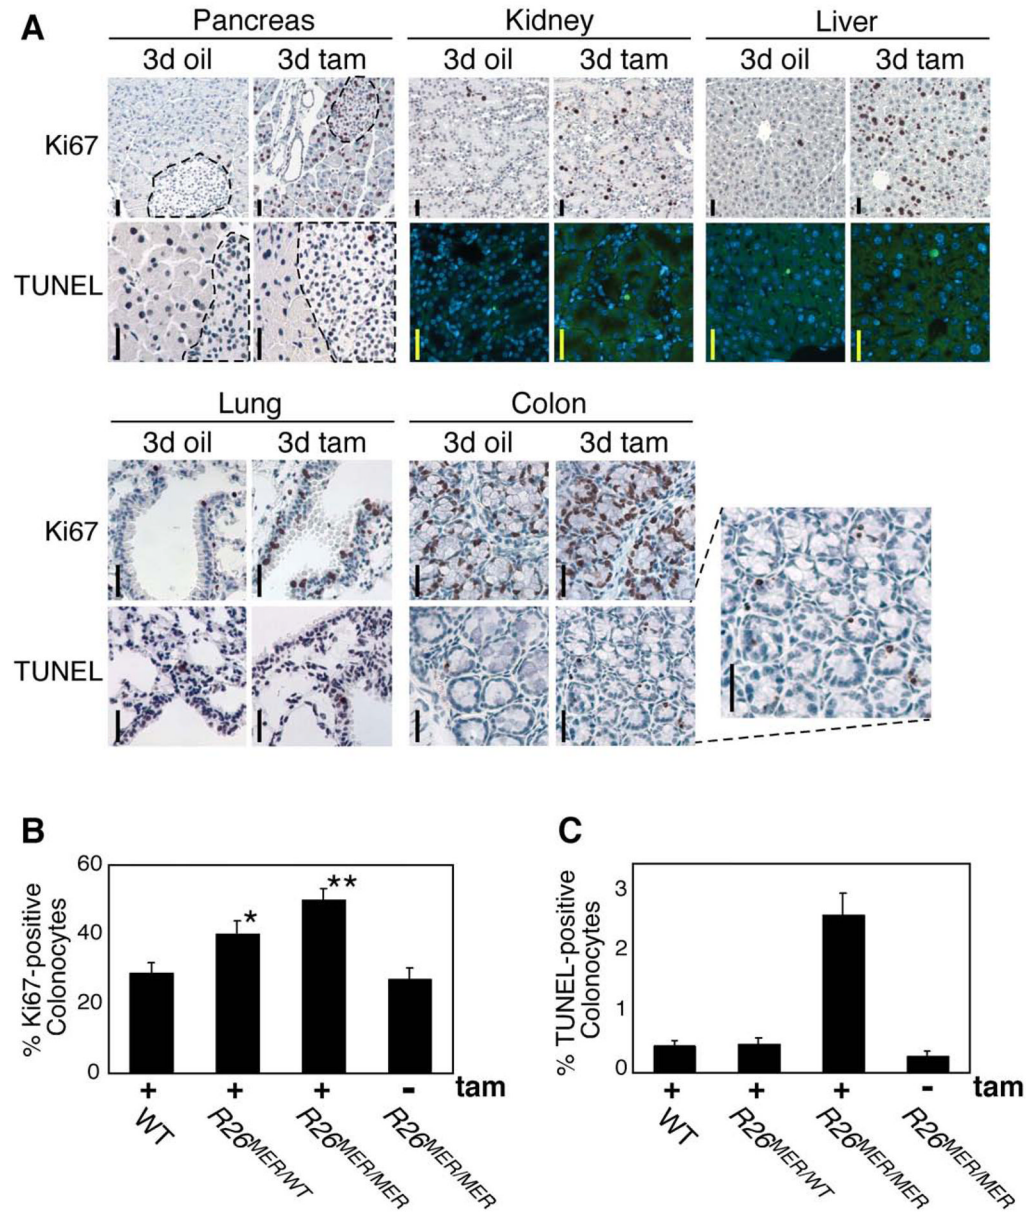 A
Pancreas Kidney Liver
3d oil 3d tam 3d oil 3d tam 3d oil 3d tam
Ki67
TUNEL
Lung Colon
3d oil 3d tam 3d oil 3d tam
Ki67
TUNEL
B
% Ki67-positive
Colonocytes
60
40
20
0
*
**
+ + + - tam
WT R26MER/WT R26MER/MER R26MER/MER
C
% TUNEL-positive
Colonocytes
3
2
1
0
+ + + - tam
WT R26MER/WT R26MER/MER R26MER/MER